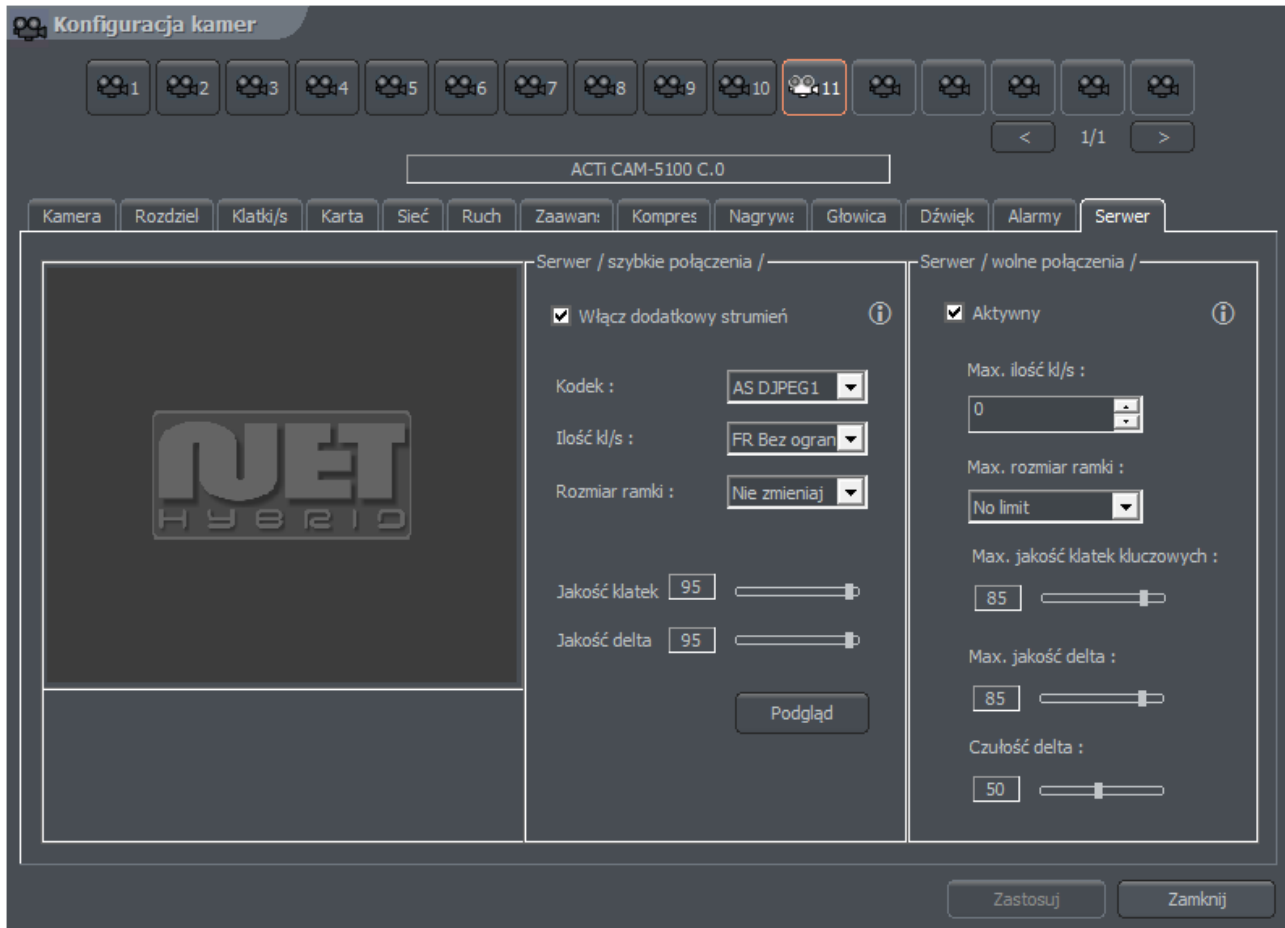 Konfiguracja kamer
1 2 3 4 5 6 7 8 9 10 11
< 1/1 >
ACTi CAM-5100 C.0
Kamera Rozdziel Klatki/s Karta Sieć Ruch Zaawan: Kompres Nagrywa Głowica Dźwięk Alarmy Serwer
NET
HYBRID
Serwer / szybkie połączenia /
Włącz dodatkowy strumień
Kodek : AS DJPEG1
Ilość kl/s : FR Bez ogran
Rozmiar ramki : Nie zmieniaj
Jakość klatek 95
Jakość delta 95
Podgląd
Serwer / wolne połączenia /
Aktywny
Max. ilość kl/s :
0
Max. rozmiar ramki :
No limit
Max. jakość klatek kluczowych :
85
Max. jakość delta :
85
Czułość delta :
50
Zastosuj Zamknij